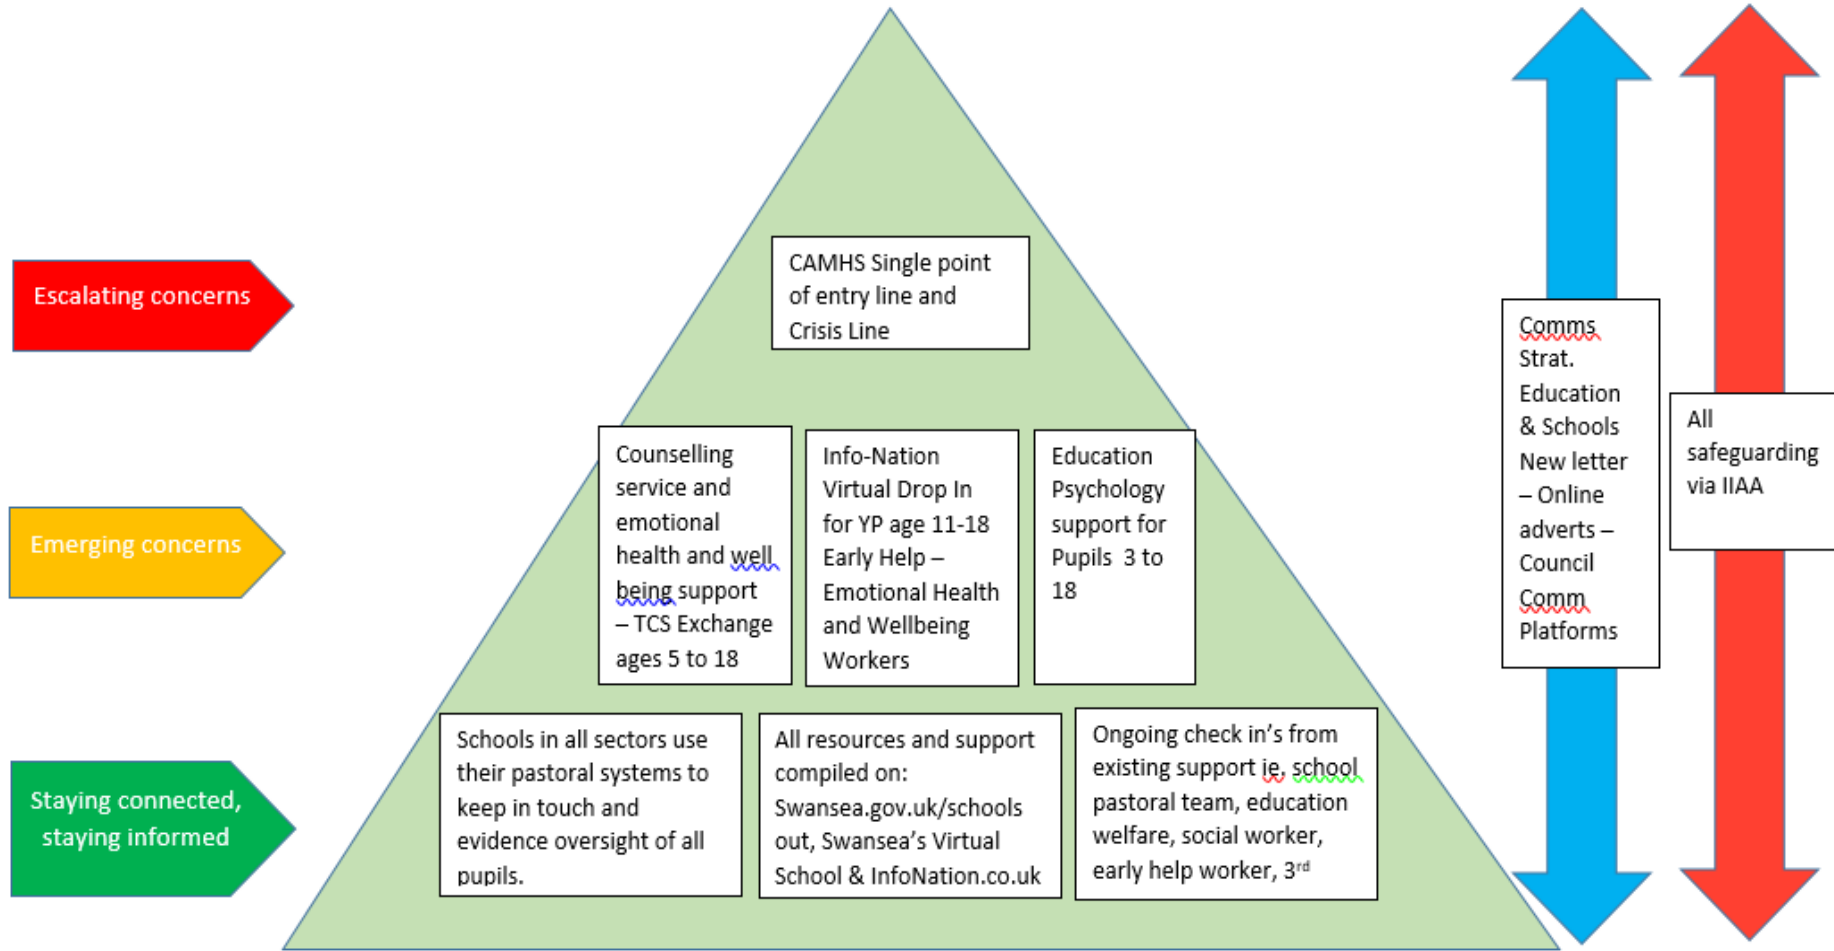 Escalating concerns
CAMHS Single point
of entry line and
Crisis Line
Emerging concerns
Counselling
service and
emotional
health and well
being support
– TCS Exchange
ages 5 to 18
Info-Nation
Virtual Drop In
for YP age 11-18
Early Help –
Emotional Health
and Wellbeing
Workers
Education
Psychology
support for
Pupils  3 to
18
Staying connected,
staying informed
Schools in all sectors use
their pastoral systems to
keep in touch and
evidence oversight of all
pupils.
All resources and support
compiled on:
Swansea.gov.uk/schools
out, Swansea’s Virtual
School & InfoNation.co.uk
Ongoing check in’s from
existing support ie, school
pastoral team, education
welfare, social worker,
early help worker, 3rd
Comms
Strat.
Education
& Schools
New letter
– Online
adverts –
Council
Comm
Platforms
All
safeguarding
via IIAA